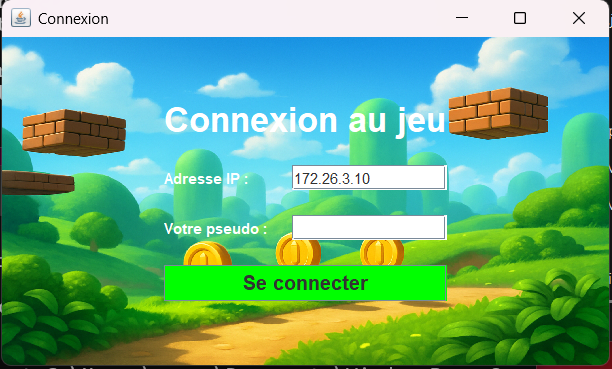 Connexion
Connexion au jeu
Adresse IP : 172.26.3.10
Votre pseudo :
Se connecter